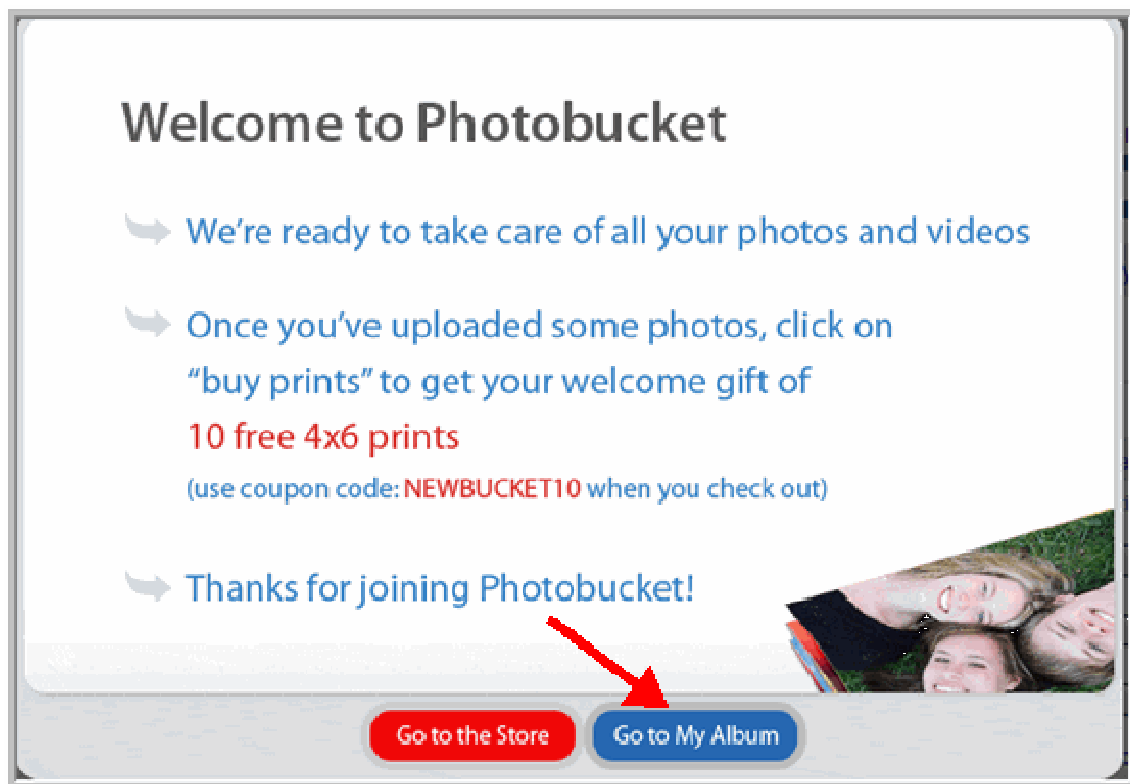 Welcome to Photobucket
We're ready to take care of all your photos and videos
Once you've uploaded some photos, click on
“buy prints” to get your welcome gift of
10 free 4x6 prints
(use coupon code: NEWBUCKET10 when you check out)
Thanks for joining Photobucket!
Go to the Store
Go to My Album